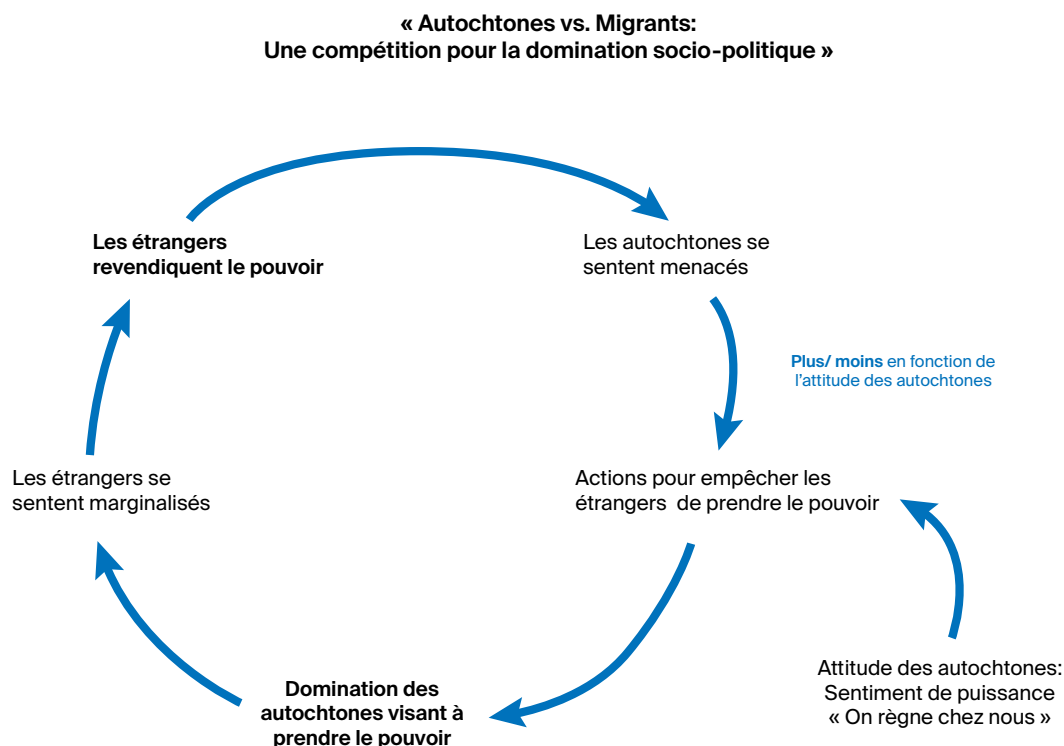 « Autochtones vs. Migrants:
Une compétition pour la domination socio-politique »
Les étrangers
revendiquent le pouvoir
Les autochtones se
sentent menacés
Plus/ moins en fonction de
l'attitude des autochtones
Les étrangers se
sentent marginalisés
Actions pour empêcher les
étrangers de prendre le pouvoir
Domination des
autochtones visant à
prendre le pouvoir
Attitude des autochtones:
Sentiment de puissance
« On règne chez nous »